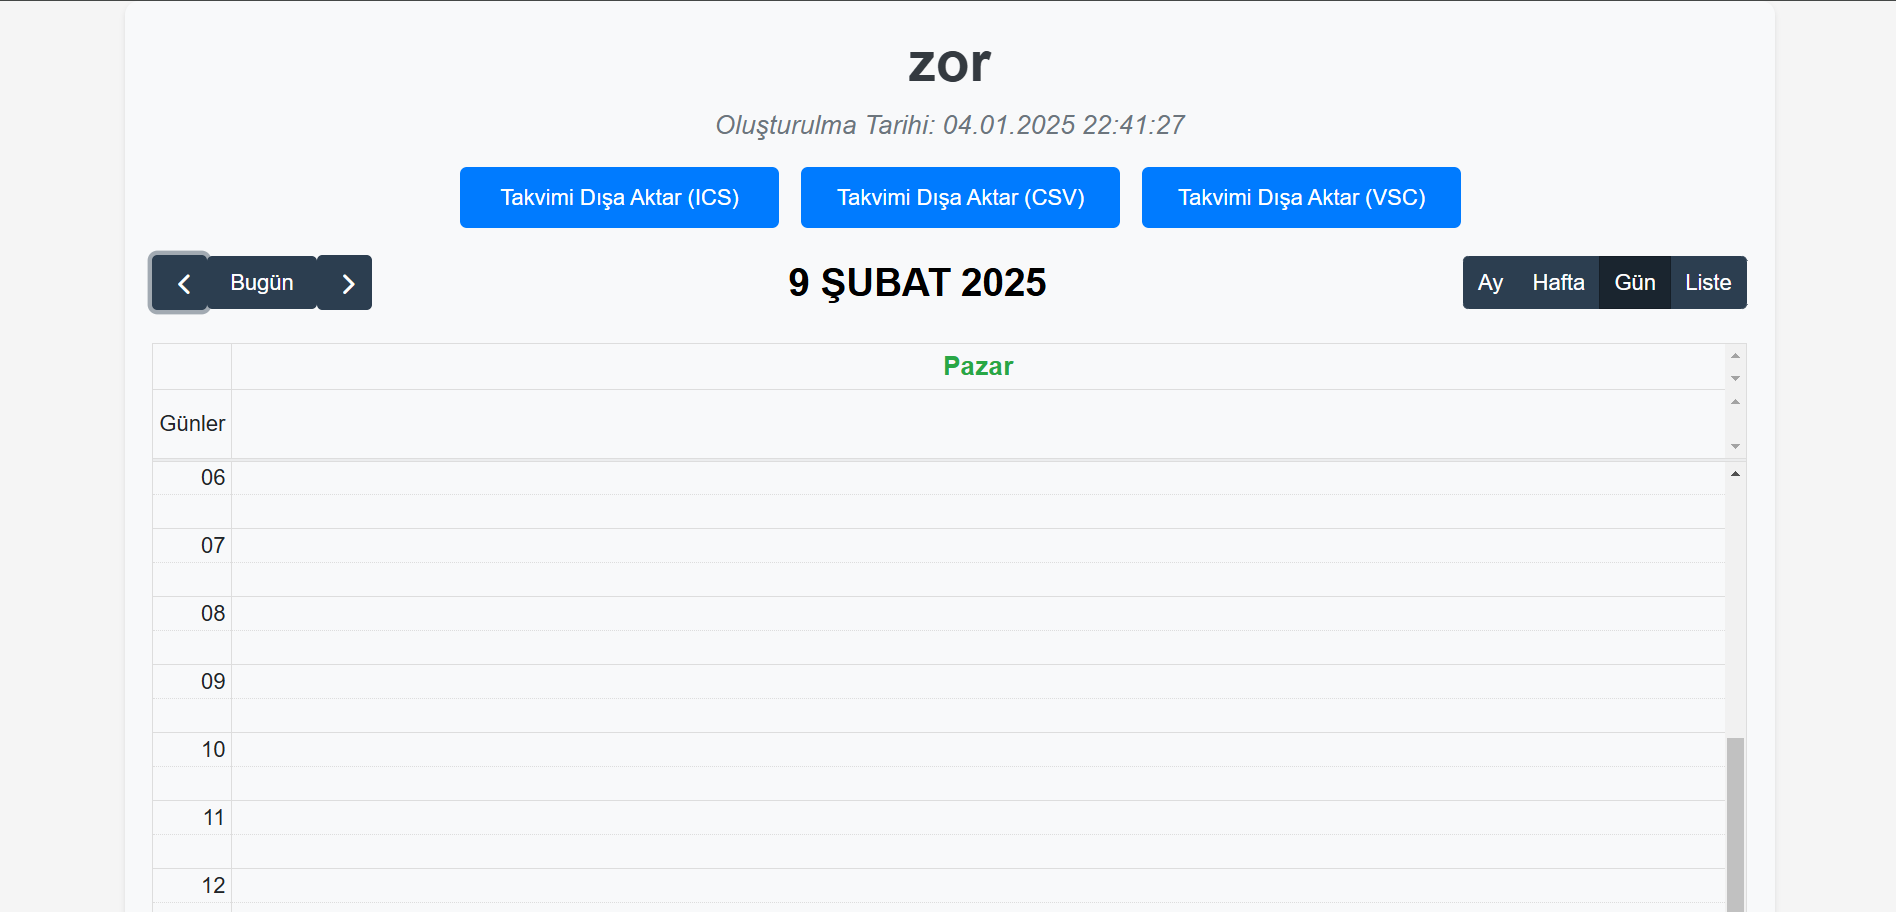 zor
Oluşturulma Tarihi: 04.01.2025 22:41:27
Takvimi Dışa Aktar (ICS) Takvimi Dışa Aktar (CSV) Takvimi Dışa Aktar (VSC)
Bugün 9 ŞUBAT 2025 Ay Hafta Gün Liste
Pazar
Günler
06
07
08
09
10
11
12